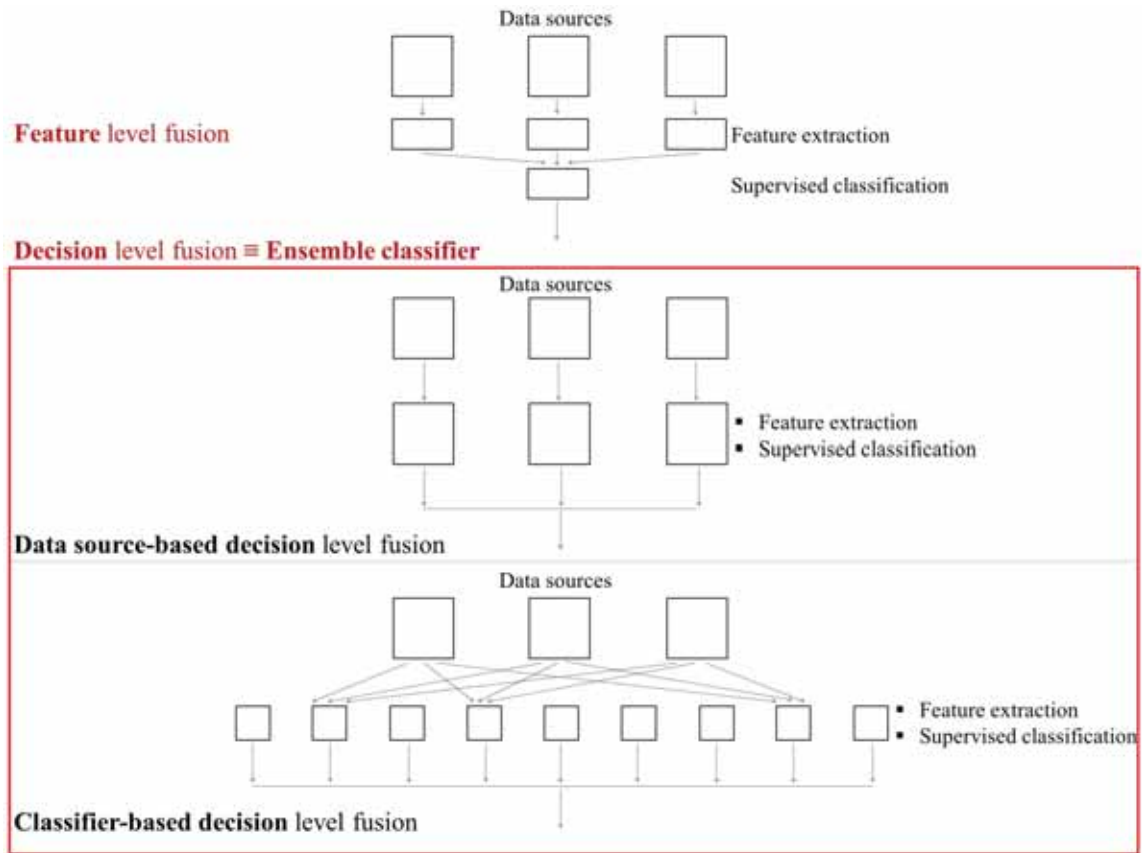 Data sources
Feature level fusion
Feature extraction
Supervised classification
Decision level fusion ≡ Ensemble classifier
Data sources
▪ Feature extraction
▪ Supervised classification
Data source-based decision level fusion
Data sources
▪ Feature extraction
▪ Supervised classification
Classifier-based decision level fusion